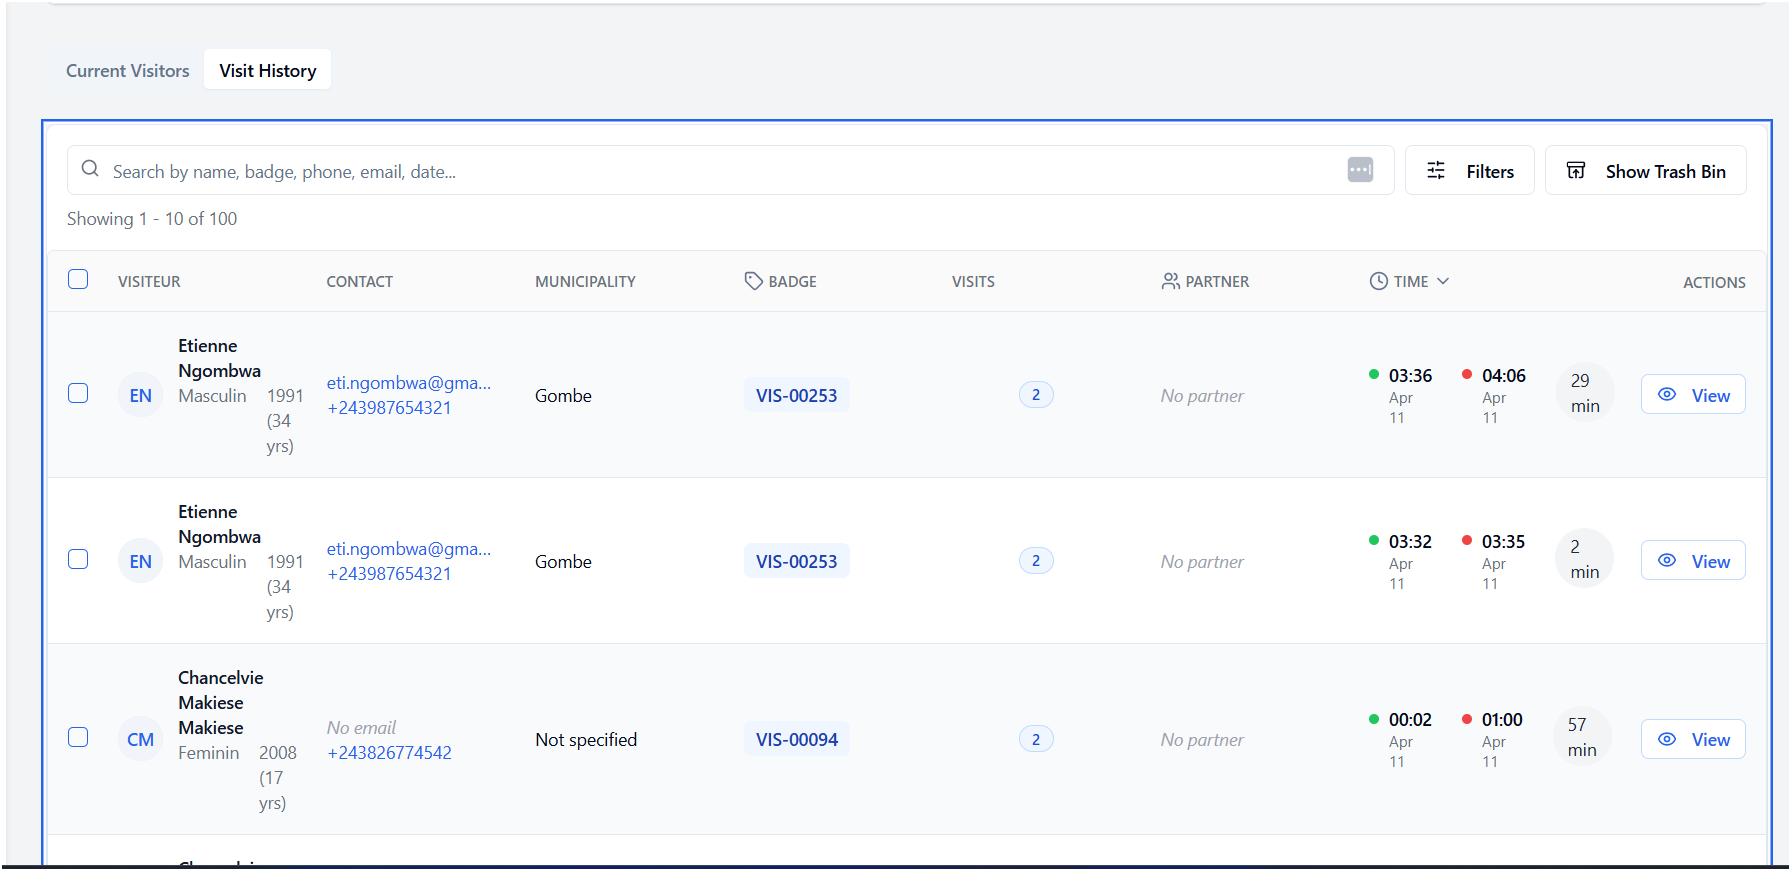 Current Visitors Visit History
Search by name, badge, phone, email, date...
Filters
Show Trash Bin
Showing 1 - 10 of 100
VISITEUR CONTACT MUNICIPALITY BADGE VISITS PARTNER TIME ACTIONS
Etienne
Ngombwa
Masculin 1991
(34
yrs)
EN
eti.ngombwa@gma...
+243987654321
Gombe
VIS-00253
2
No partner
03:36
Apr
11
04:06
Apr
11
29
min
View
Etienne
Ngombwa
Masculin 1991
(34
yrs)
EN
eti.ngombwa@gma...
+243987654321
Gombe
VIS-00253
2
No partner
03:32
Apr
11
03:35
Apr
11
2
min
View
Chancelvie
Makiese
Makiese
Feminin 2008
(17
yrs)
CM
No email
+243826774542
Not specified
VIS-00094
2
No partner
00:02
Apr
11
01:00
Apr
11
57
min
View